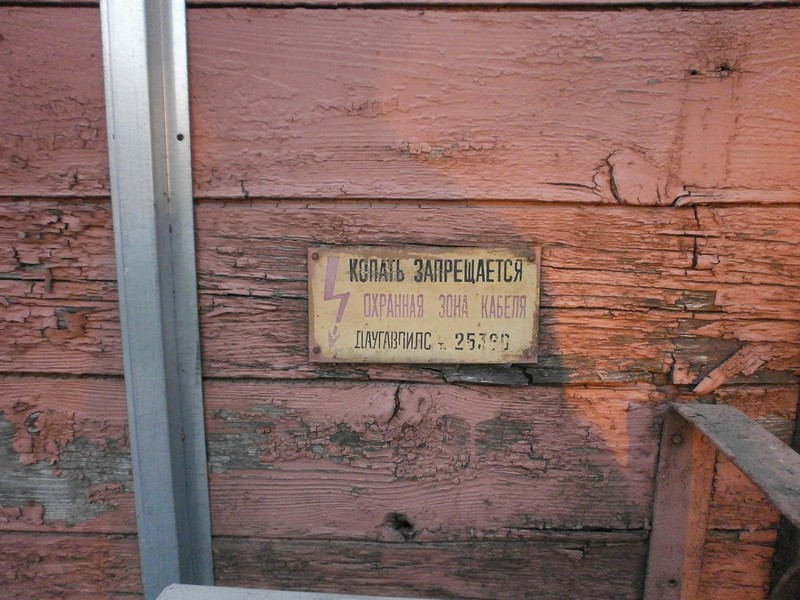 КОПАТЬ ЗАПРЕЩАЕТСЯ
ОХРАННАЯ ЗОНА КАБЕЛЯ
ДАУГАВПИЛС